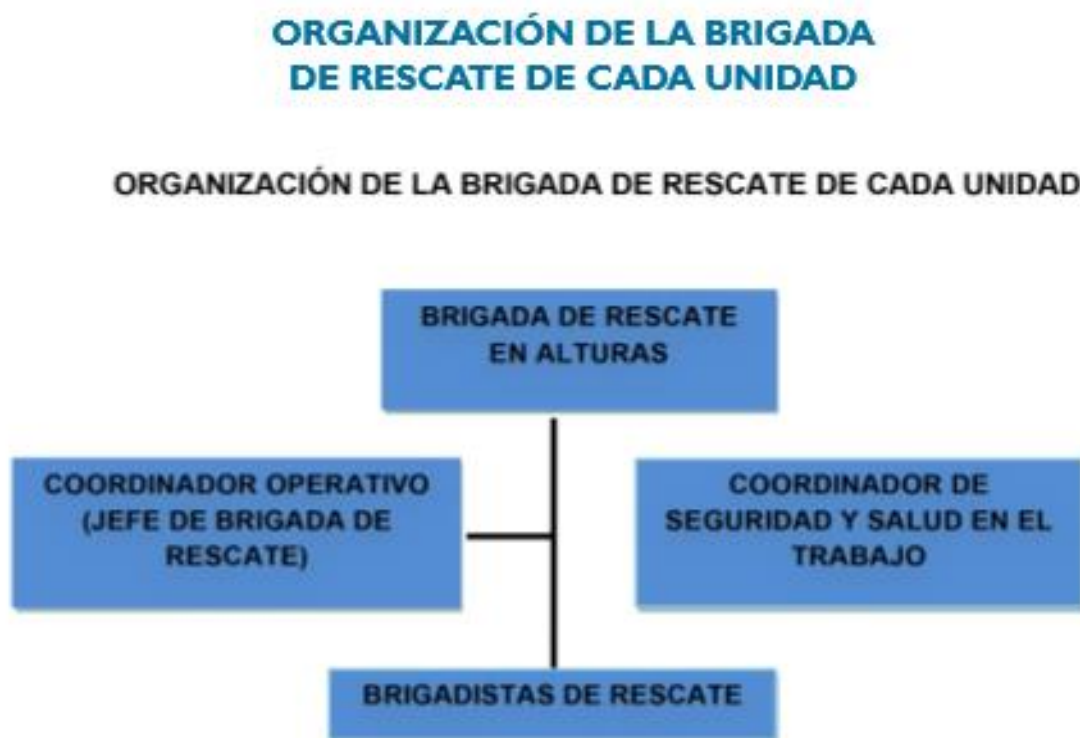 ORGANIZACIÓN DE LA BRIGADA
DE RESCATE DE CADA UNIDAD
ORGANIZACIÓN DE LA BRIGADA DE RESCATE DE CADA UNIDAD
BRIGADA DE RESCATE
EN ALTURAS
COORDINADOR OPERATIVO
(JEFE DE BRIGADA DE
RESCATE)
COORDINADOR DE
SEGURIDAD Y SALUD EN EL
TRABAJO
BRIGADISTAS DE RESCATE